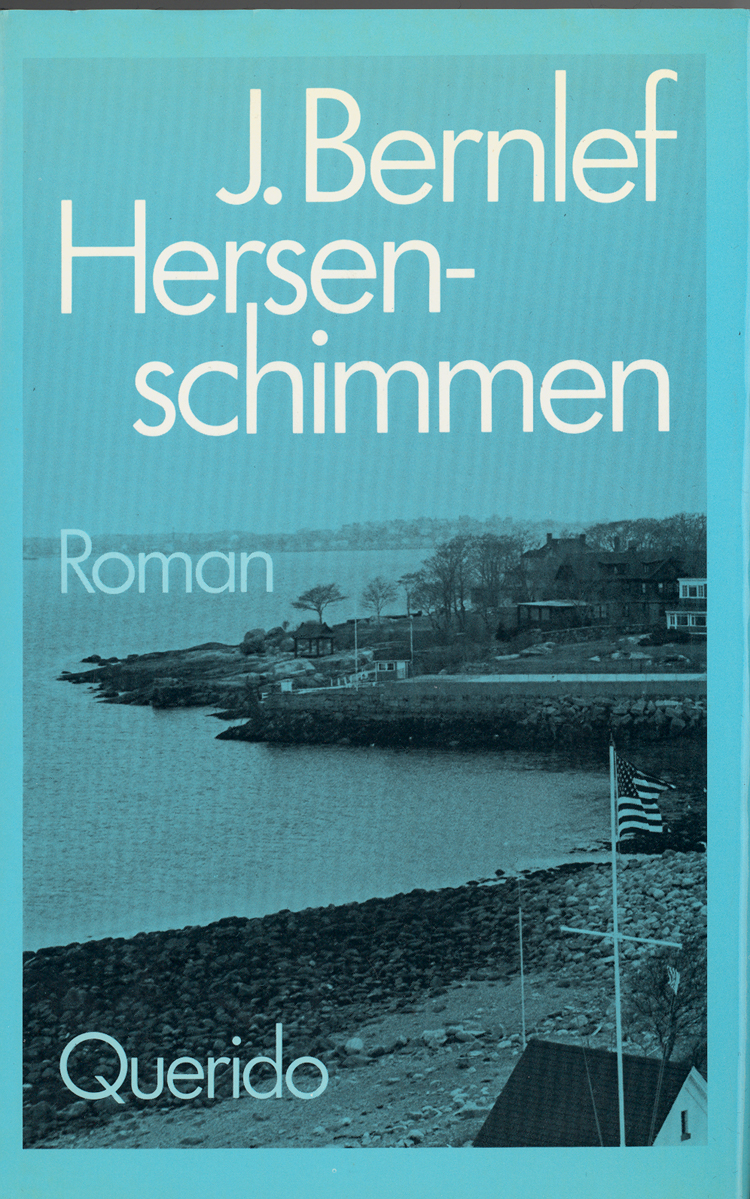 J. Bernlef
Hersen-
schimmen
Roman
Querido